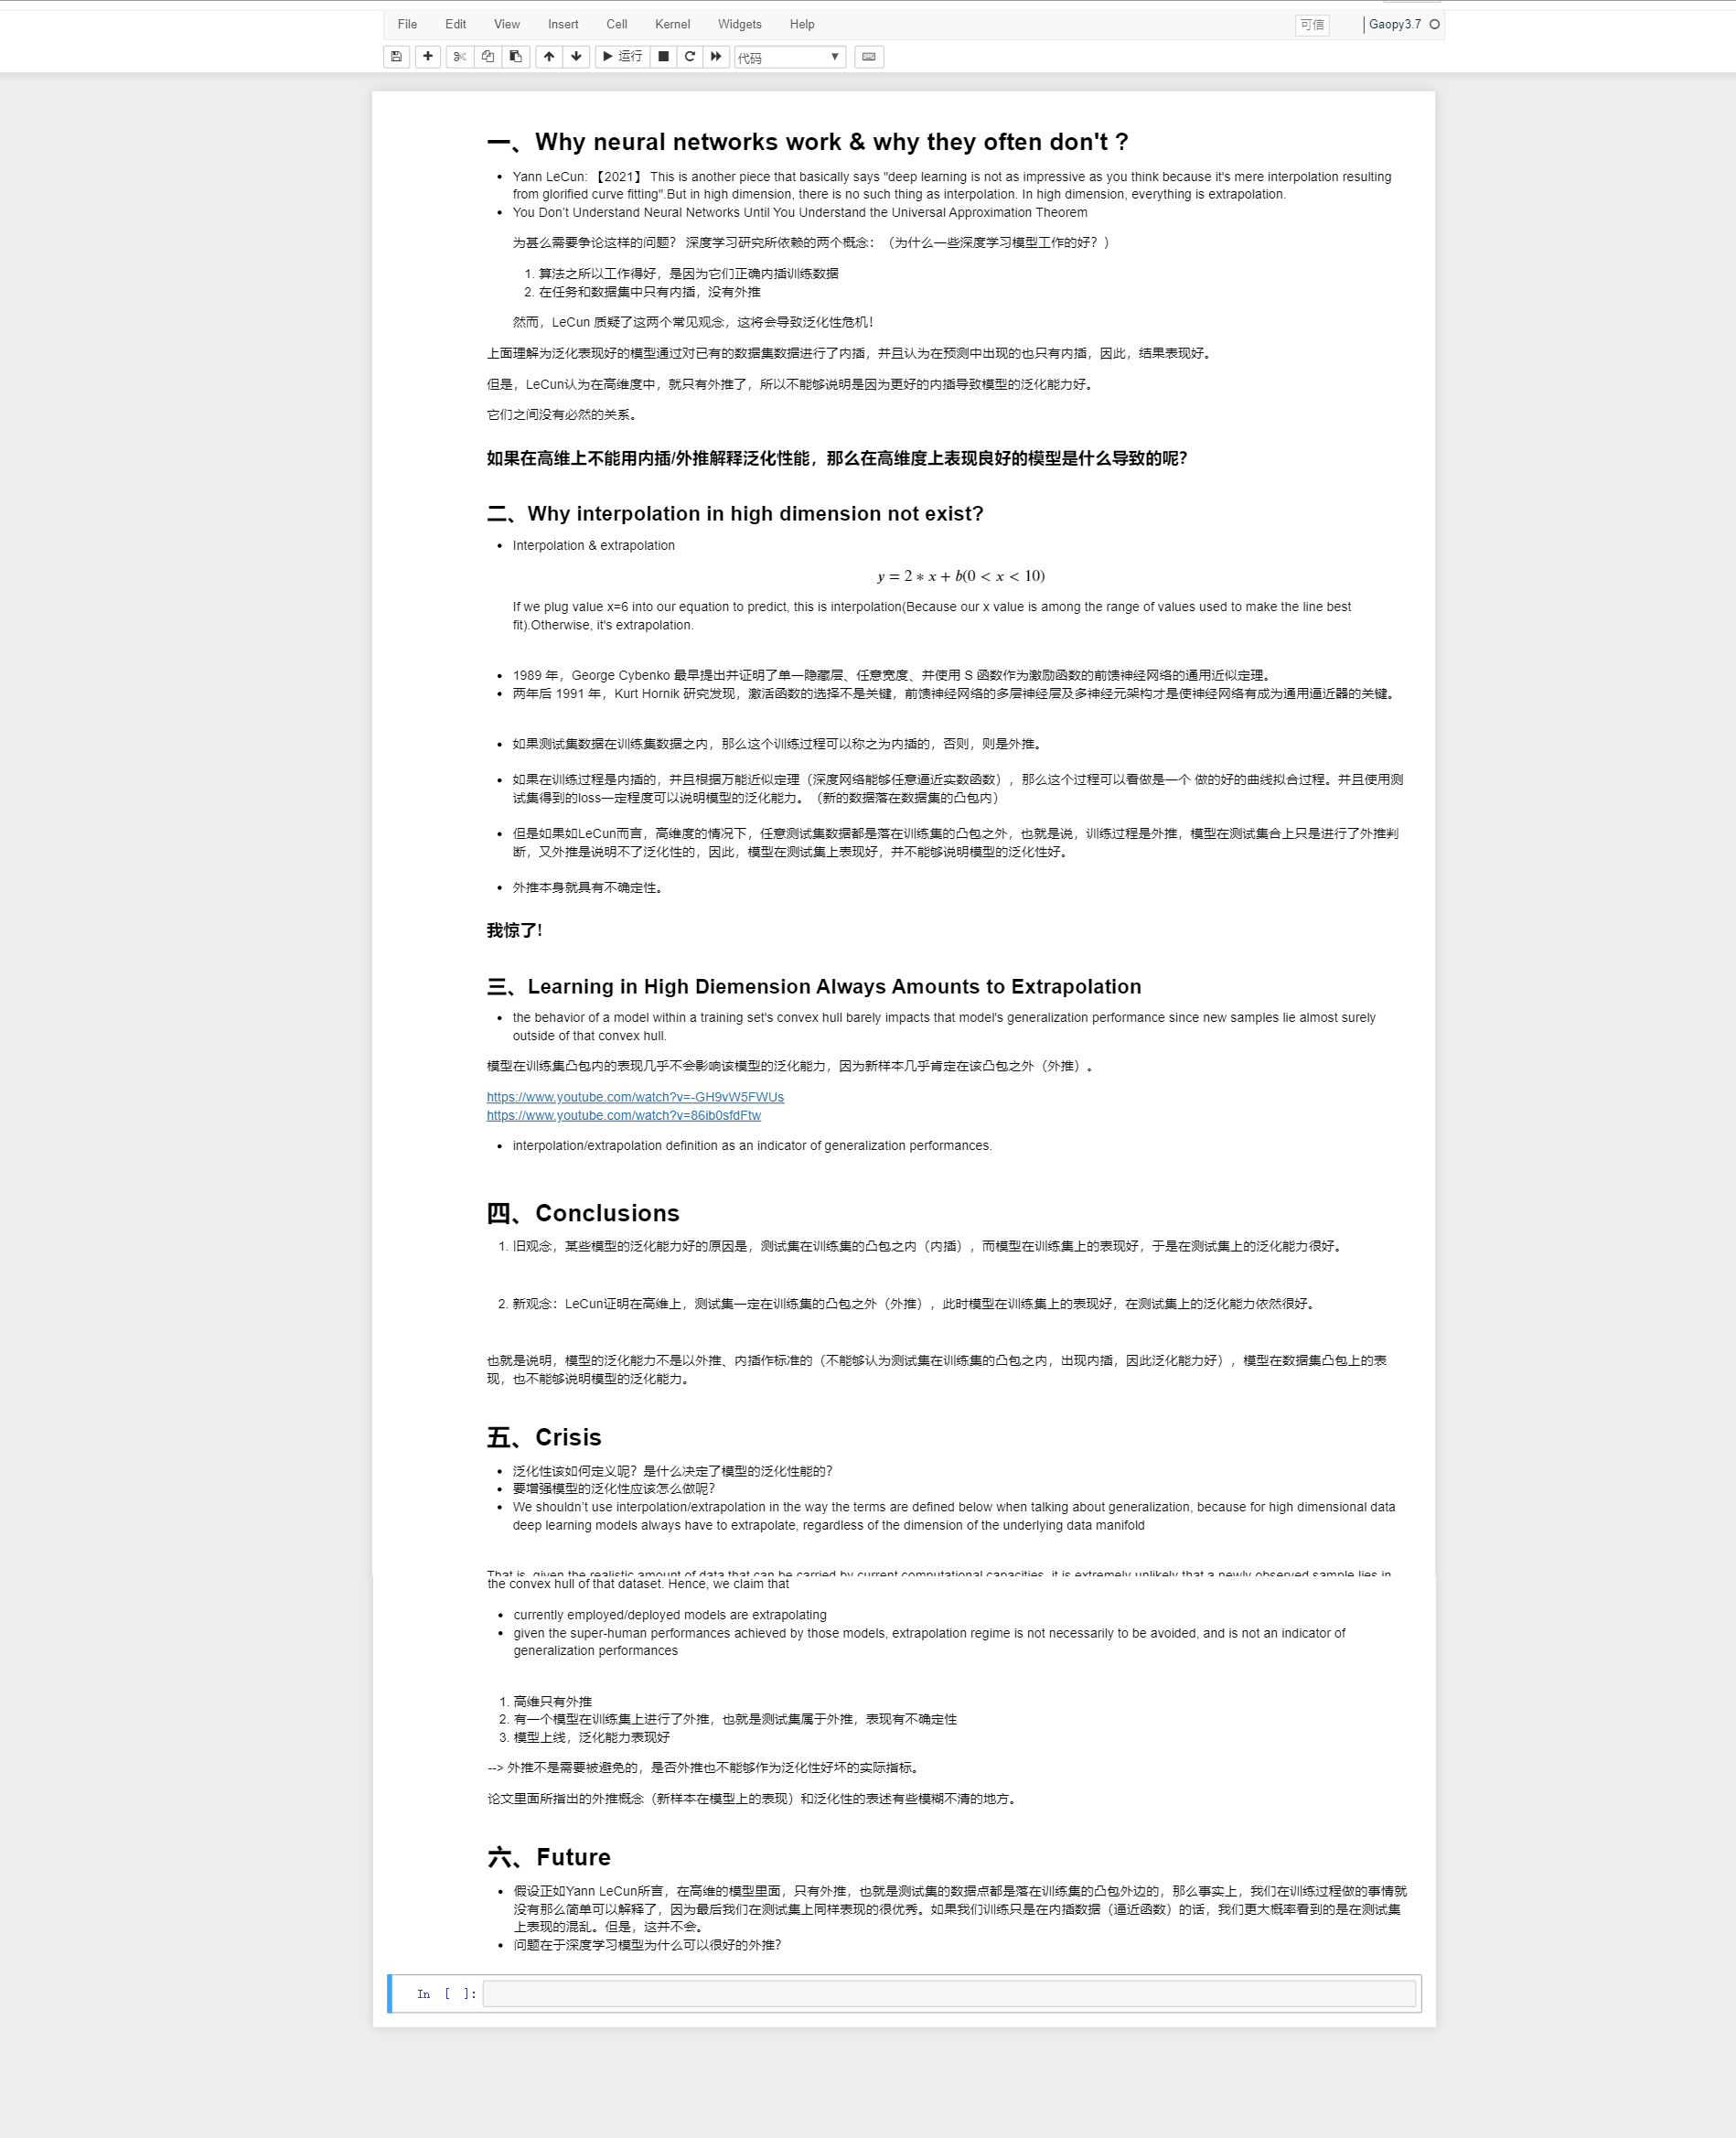 File Edit View Insert Cell Kernel Widgets Help 可信 Gaopy3.7
运行 代码
一、Why neural networks work & why they often don't ?
Yann LeCun: 【2021】 This is another piece that basically says "deep learning is not as impressive as you think because it's mere interpolation resulting
from glorified curve fitting".But in high dimension, there is no such thing as interpolation. In high dimension, everything is extrapolation.
You Don't Understand Neural Networks Until You Understand the Universal Approximation Theorem
为甚么需要争论这样的问题？ 深度学习研究所依赖的两个概念：（为什么一些深度学习模型工作的好？）
1. 算法之所以工作得好，是因为它们正确内插训练数据
2. 在任务和数据集中只有内插，没有外推
然而，LeCun 质疑了这两个常见观念，这将会导致泛化性危机！
上面理解为泛化表现好的模型通过对已有的数据集数据进行了内插，并且认为在预测中出现的也只有内插，因此，结果表现好。
但是，LeCun认为在高维度中，就只有外推了，所以不能够说明是因为更好的内插导致模型的泛化能力好。
它们之间没有必然的关系。
如果在高维上不能用内插/外推解释泛化性能，那么在高维度上表现良好的模型是什么导致的呢？
二、Why interpolation in high dimension not exist?
Interpolation & extrapolation
y = 2 * x + b(0 < x < 10)
If we plug value x=6 into our equation to predict, this is interpolation(Because our x value is among the range of values used to make the line best
fit).Otherwise, it's extrapolation.
1989 年，George Cybenko 最早提出并证明了单一隐藏层、任意宽度、并使用 S 函数作为激励函数的前馈神经网络的通用近似定理。
两年后 1991 年，Kurt Hornik 研究发现，激活函数的选择不是关键，前馈神经网络的多层神经层及多神经元架构才是使神经网络有成为通用逼近器的关键。
如果测试集数据在训练集数据之内，那么这个训练过程可以称之为内插的，否则，则是外推。
如果在训练过程是内插的，并且根据万能近似定理（深度网络能够任意逼近实数函数），那么这个过程可以看做是一个 做的好的曲线拟合过程。并且使用测
试集得到的loss一定程度可以说明模型的泛化能力。（新的数据落在数据集的凸包内）
但是如果如LeCun而言，高维度的情况下，任意测试集数据都是落在训练集的凸包之外，也就是说，训练过程是外推，模型在测试集合上只是进行了外推判
断，又外推是说明不了泛化性的，因此，模型在测试集上表现好，并不能够说明模型的泛化性好。
外推本身就具有不确定性。
我惊了！
三、Learning in High Diemension Always Amounts to Extrapolation
the behavior of a model within a training set's convex hull barely impacts that model's generalization performance since new samples lie almost surely
outside of that convex hull.
模型在训练集凸包内的表现几乎不会影响该模型的泛化能力，因为新样本几乎肯定在该凸包之外（外推）。
https://www.youtube.com/watch?v=-GH9vW5FWUs
https://www.youtube.com/watch?v=86ib0sfdFtw
interpolation/extrapolation definition as an indicator of generalization performances.
四、Conclusions
1. 旧观念，某些模型的泛化能力好的原因是，测试集在训练集的凸包之内（内插），而模型在训练集上的表现好，于是在测试集上的泛化能力很好。
2. 新观念：LeCun证明在高维上，测试集一定在训练集的凸包之外（外推），此时模型在训练集上的表现好，在测试集上的泛化能力依然很好。
也就是说明，模型的泛化能力不是以外推、内插作标准的（不能够认为测试集在训练集的凸包之内，出现内插，因此泛化能力好），模型在数据集凸包上的表
现，也不能够说明模型的泛化能力。
五、Crisis
泛化性该如何定义呢？是什么决定了模型的泛化性能的？
要增强模型的泛化性应该怎么做呢？
We shouldn't use interpolation/extrapolation in the way the terms are defined below when talking about generalization, because for high dimensional data
deep learning models always have to extrapolate, regardless of the dimension of the underlying data manifold
That is, given the realistic amount of data that can be carried by current computational capacities, it is extremely unlikely that a newly observed sample lies in
the convex hull of that dataset. Hence, we claim that
currently employed/deployed models are extrapolating
given the super-human performances achieved by those models, extrapolation regime is not necessarily to be avoided, and is not an indicator of
generalization performances
1. 高维只有外推
2. 有一个模型在训练集上进行了外推，也就是测试集属于外推，表现有不确定性
3. 模型上线，泛化能力表现好
--> 外推不是需要被避免的，是否外推也不能够作为泛化性好坏的实际指标。
论文里面所指出的外推概念（新样本在模型上的表现）和泛化性的表述有些模糊不清的地方。
六、Future
假设正如Yann LeCun所言，在高维的模型里面，只有外推，也就是测试集的数据点都是落在训练集的凸包外边的，那么事实上，我们在训练过程做的事情就
没有那么简单可以解释了，因为最后我们在测试集上同样表现的很优秀。如果我们训练只是在内插数据（逼近函数）的话，我们更大概率看到的是在测试集
上表现的混乱。但是，这并不会。
问题在于深度学习模型为什么可以很好的外推？
In [ ]: